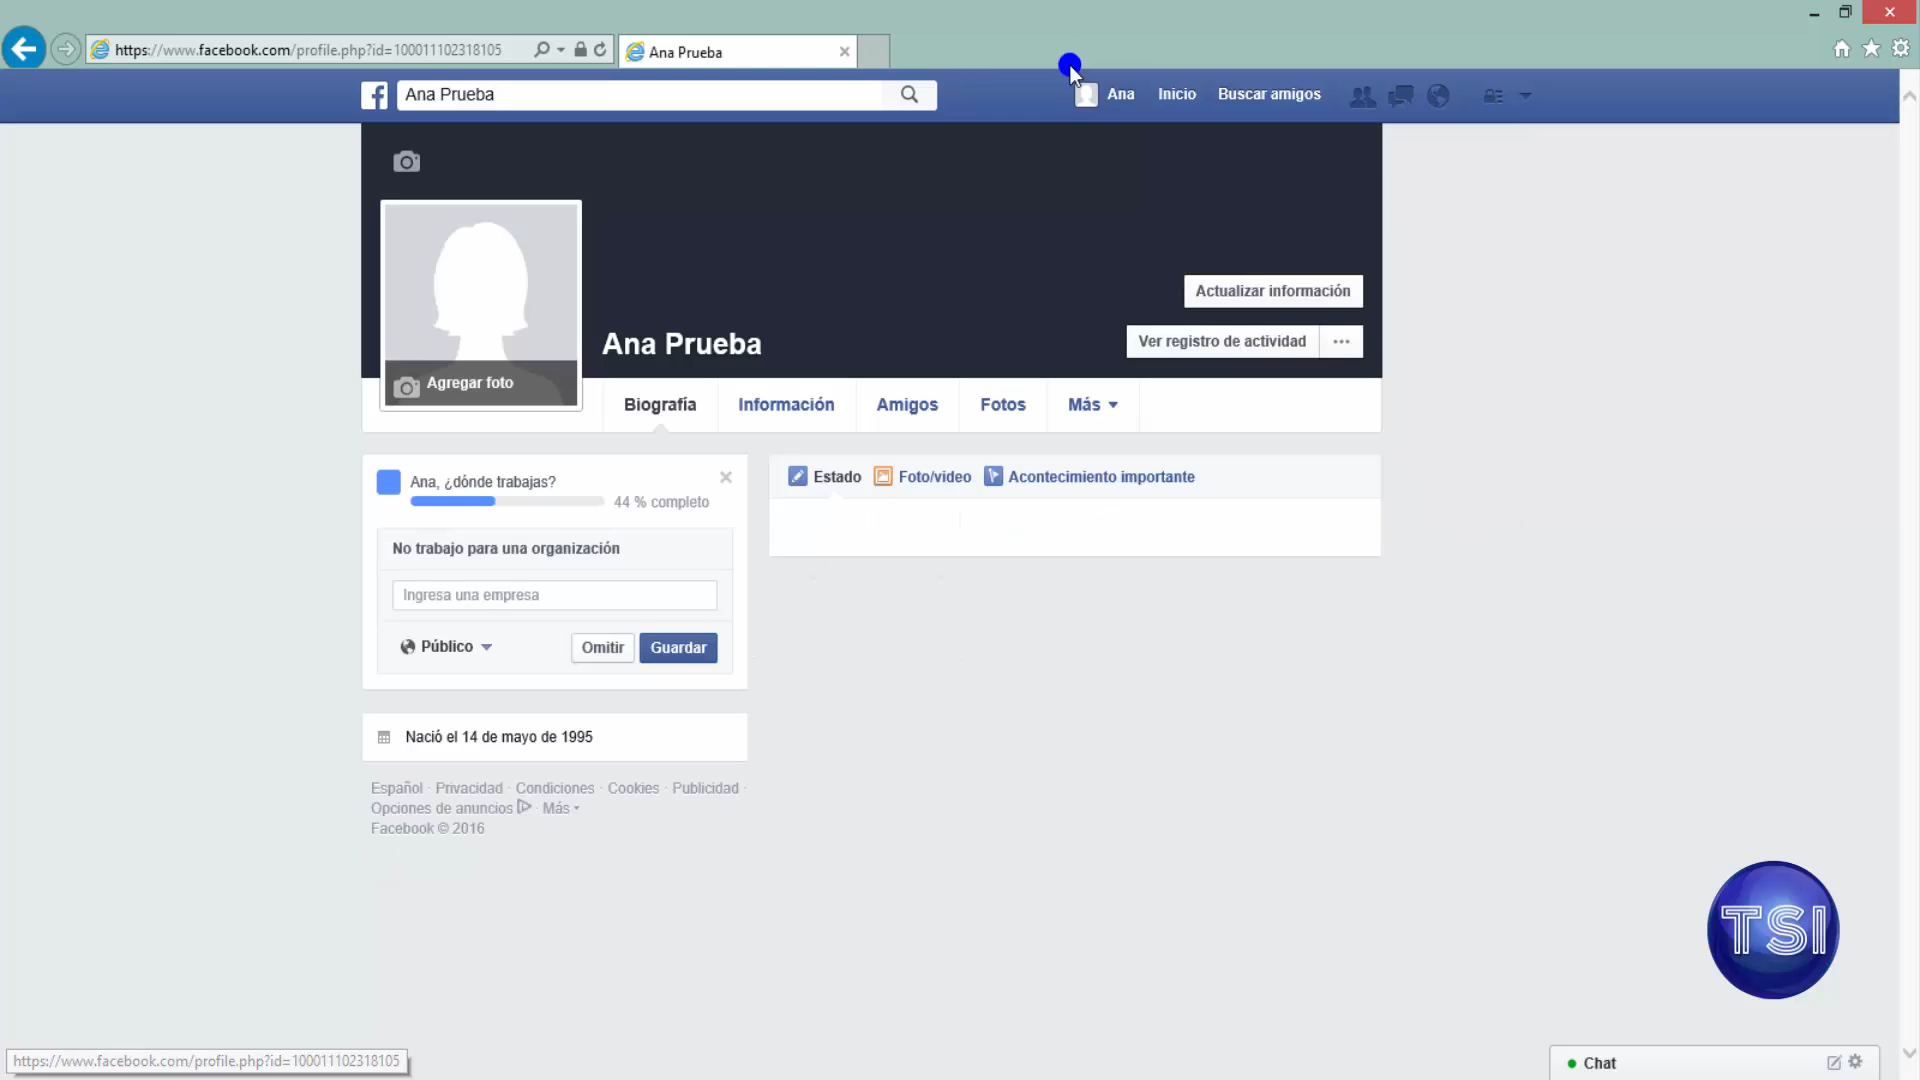 https://www.facebook.com/profile.php?id=100011102318105
Ana Prueba
Ana Prueba
Ana
Inicio
Buscar amigos
Actualizar información
Ana Prueba
Ver registro de actividad
Agregar foto
Biografía
Información
Amigos
Fotos
Más
Ana, ¿dónde trabajas?
44 % completo
No trabajo para una organización
Ingresa una empresa
Público
Omitir
Guardar
Estado
Foto/video
Acontecimiento importante
Nació el 14 de mayo de 1995
Español · Privacidad · Condiciones · Cookies · Publicidad ·
Opciones de anuncios · Más
Facebook © 2016
TSI
https://www.facebook.com/profile.php?id=100011102318105
Chat